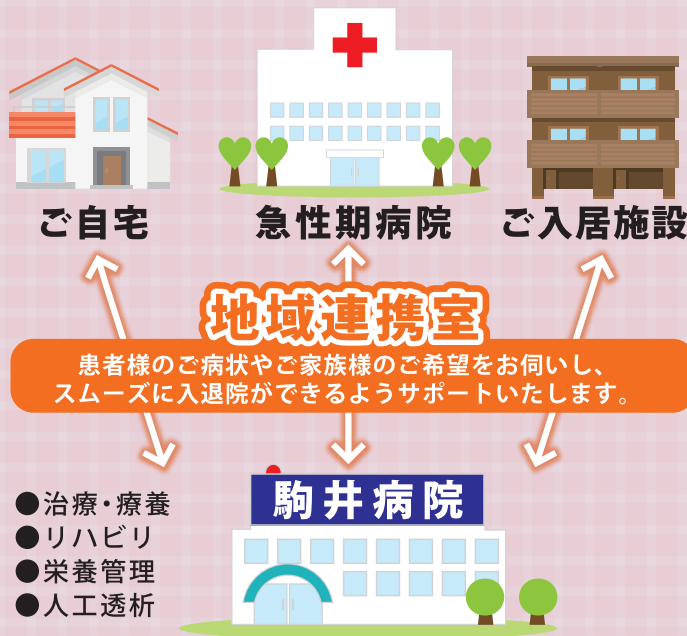 ご自宅
急性期病院
ご入居施設
地域連携室
患者様のご病状やご家族様のご希望をお伺いし、
スムーズに入退院ができるようサポートいたします。
駒井病院
●治療・療養
●リハビリ
●栄養管理
●人工透析